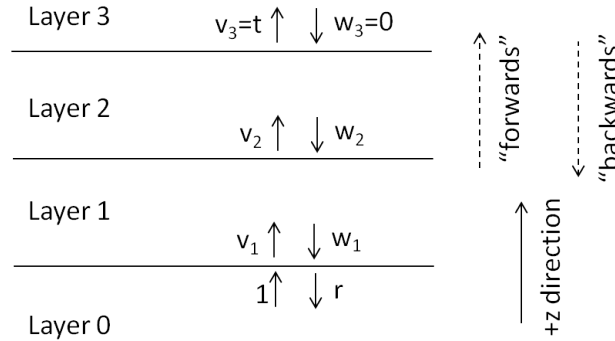 Layer 3
v₃=t
w₃=0
Layer 2
v₂
w₂
Layer 1
v₁
w₁
1
r
Layer 0
"forwards"
"backwards"
+z direction